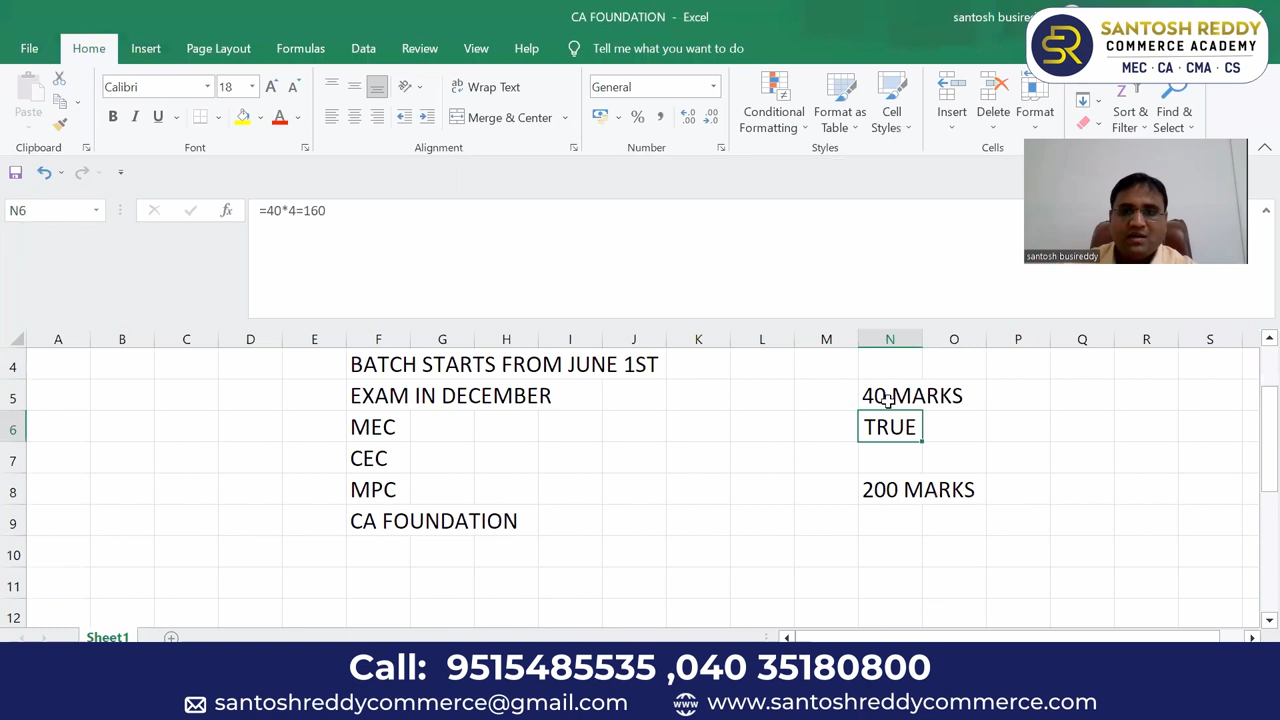 CA FOUNDATION - Excel
santosh busire
SANTOSH REDDY
COMMERCE ACADEMY
MEC · CA · CMA · CS
SR
File Home Insert Page Layout Formulas Data Review View Help Tell me what you want to do
Paste
Calibri 18
General
Wrap Text
Merge & Center
Conditional Formatting
Format as Table
Cell Styles
Insert
Delete
Format
Sort & Filter
Find & Select
Clipboard Font Alignment Number Styles Cells
N6
fx
=40*4=160
santosh busireddy
A B C D E F G H I J K L M N O P Q R S
4 BATCH STARTS FROM JUNE 1ST
5 EXAM IN DECEMBER 40 MARKS
6 MEC TRUE
7 CEC
8 MPC 200 MARKS
9 CA FOUNDATION
10
11
12
Sheet1
Call: 9515485535 ,040 35180800
santoshreddycommerce@gmail.com www.santoshreddycommerce.com